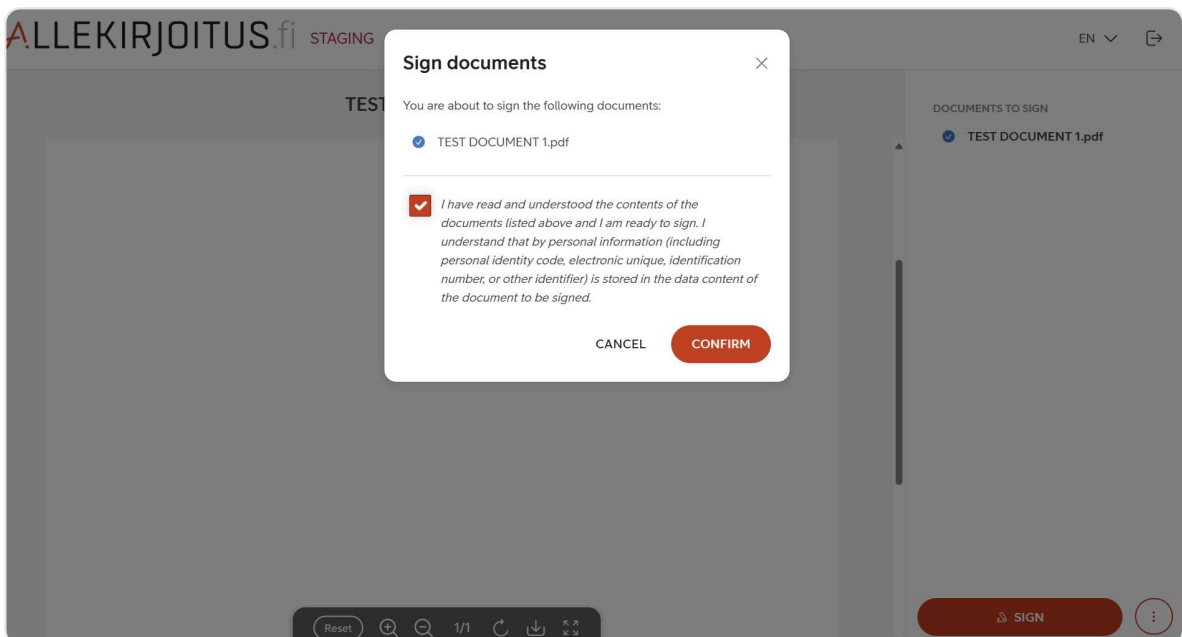 ALLEKIRJOITUS.fi STAGING
EN
TEST
Sign documents
You are about to sign the following documents:
TEST DOCUMENT 1.pdf
I have read and understood the contents of the
documents listed above and I am ready to sign. I
understand that by personal information (including
personal identity code, electronic unique, identification
number, or other identifier) is stored in the data content of
the document to be signed.
CANCEL CONFIRM
DOCUMENTS TO SIGN
TEST DOCUMENT 1.pdf
Reset 1/1
SIGN